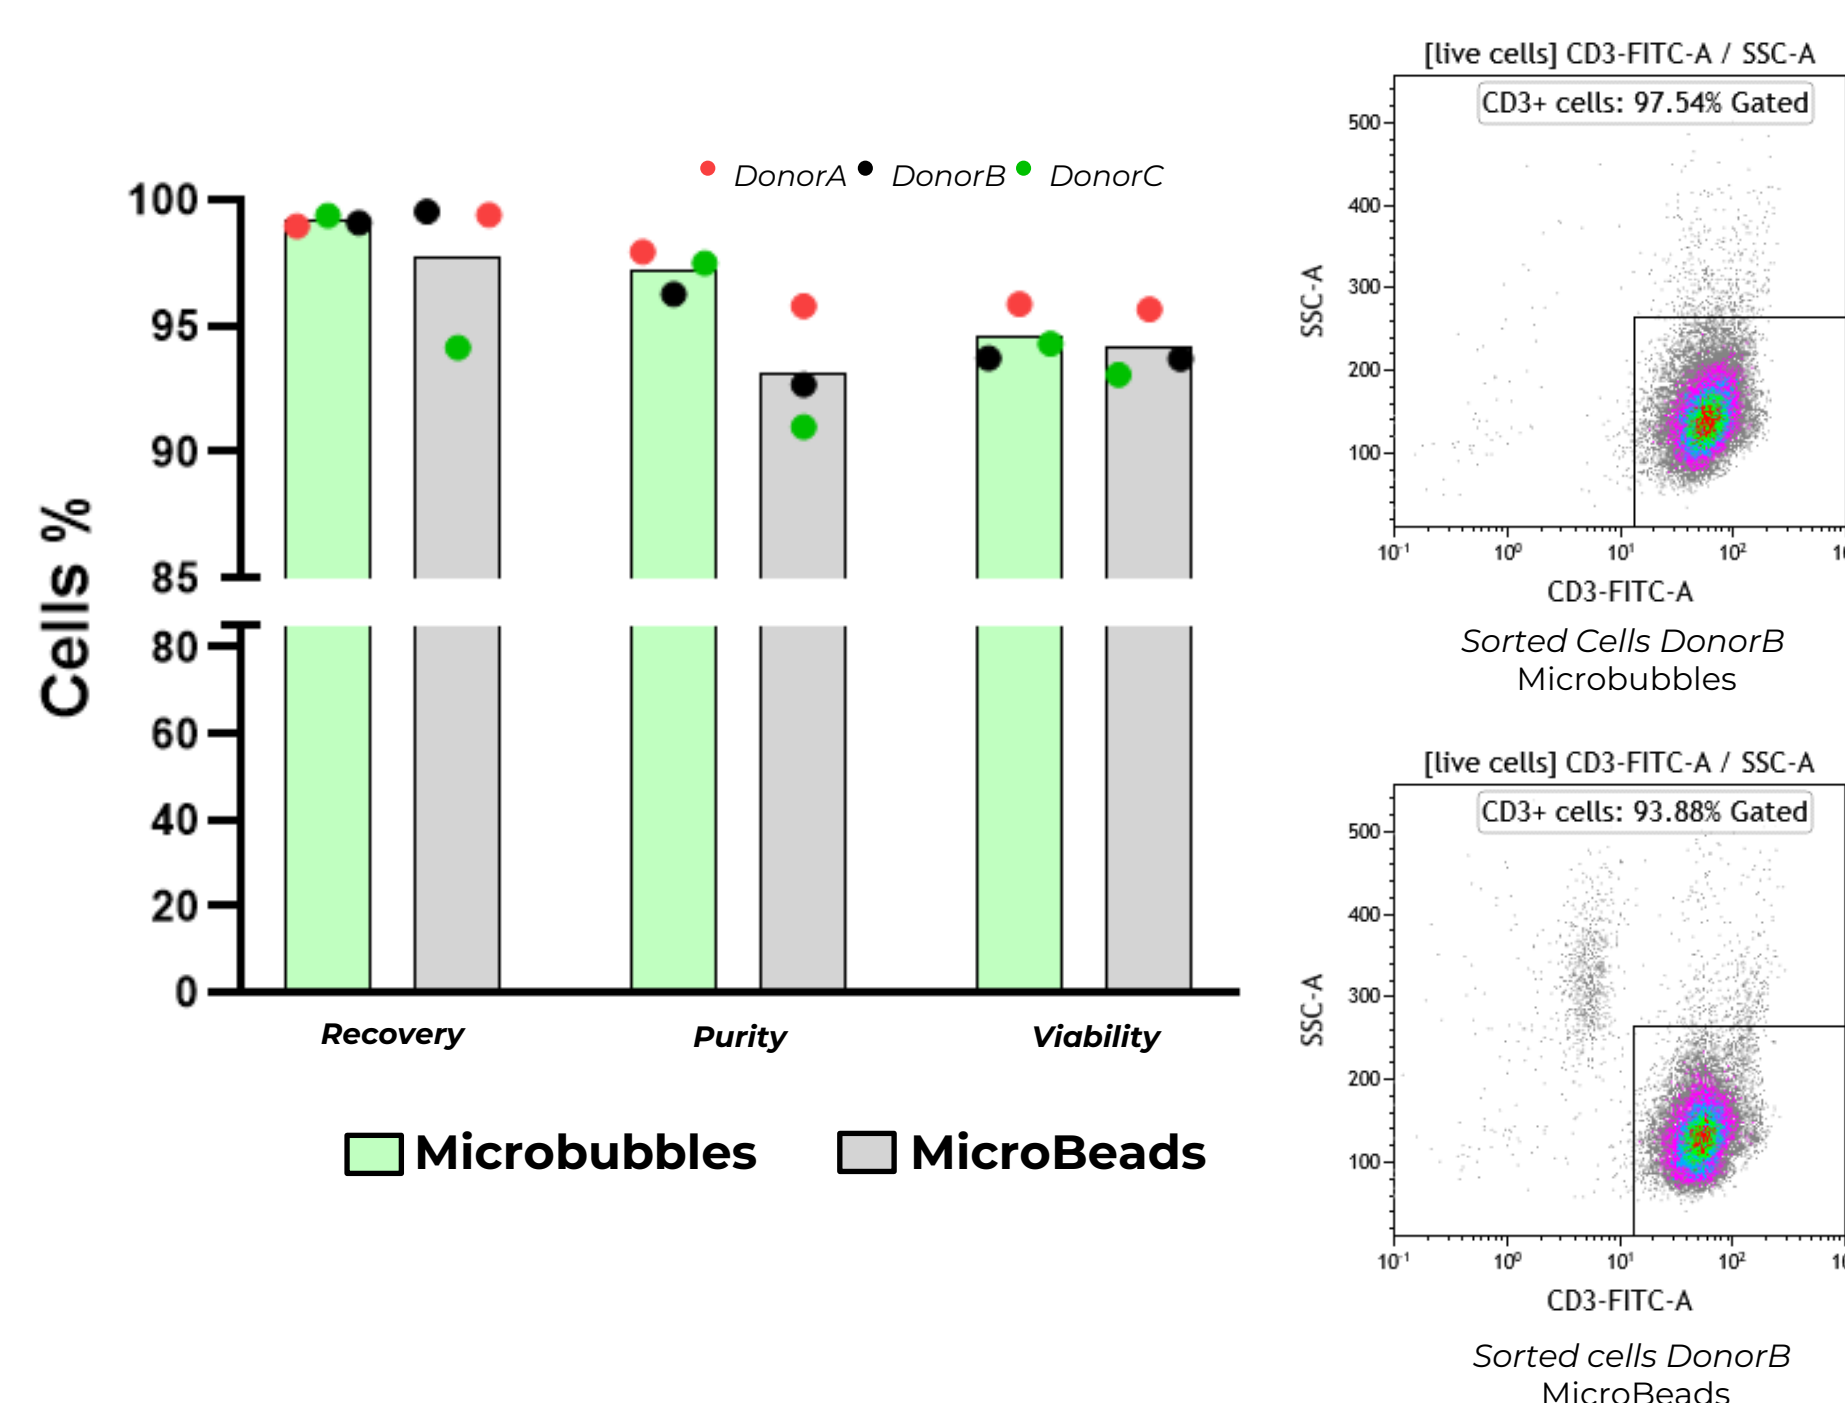 DonorA DonorB DonorC
100
95
90
85
80
60
40
20
0
Cells %
Recovery Purity Viability
Microbubbles MicroBeads
[live cells] CD3-FITC-A / SSC-A
CD3+ cells: 97.54% Gated
500
400
300
200
100
SSC-A
10⁻¹ 10⁰ 10¹ 10²
CD3-FITC-A
Sorted Cells DonorB
Microbubbles
[live cells] CD3-FITC-A / SSC-A
CD3+ cells: 93.88% Gated
500
400
300
200
100
SSC-A
10⁻¹ 10⁰ 10¹ 10²
CD3-FITC-A
Sorted cells DonorB
MicroBeads